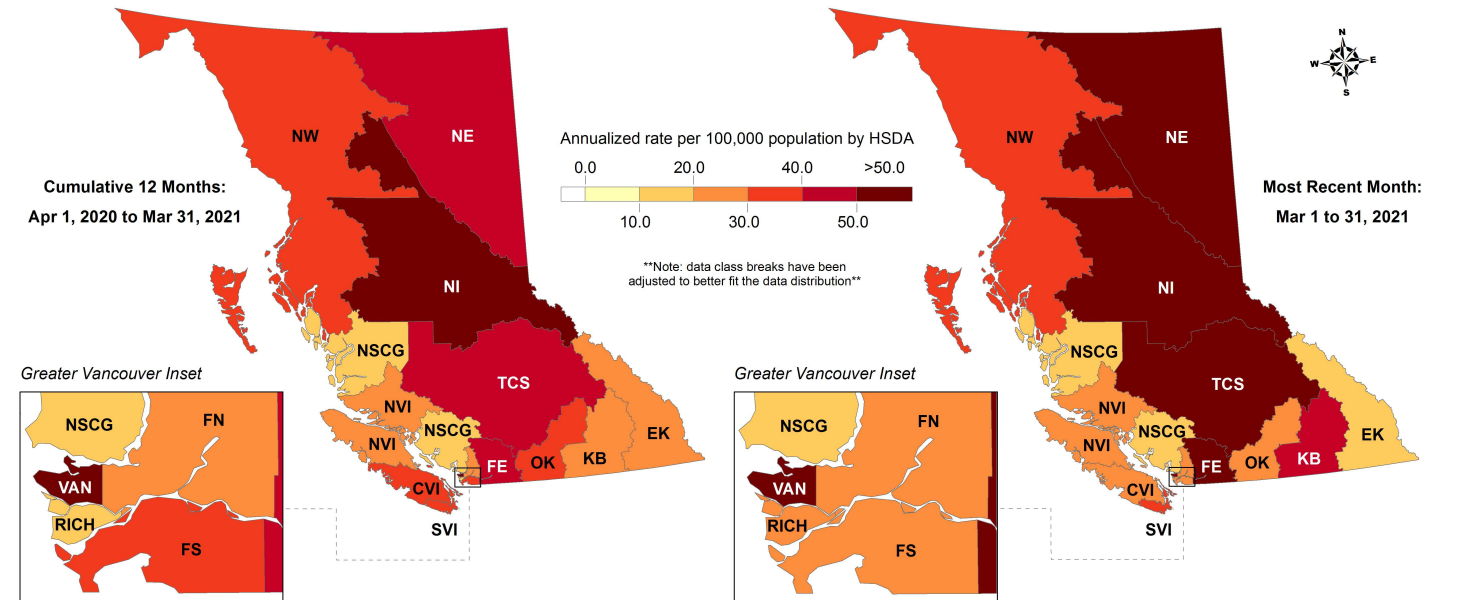 Cumulative 12 Months:
Apr 1, 2020 to Mar 31, 2021
NW
NE
NI
NSCG
TCS
NVI
NSCG
NVI
EK
KB
OK
FE
CVI
SVI
Greater Vancouver Inset
NSCG
FN
VAN
RICH
FS
Annualized rate per 100,000 population by HSDA
0.0 20.0 40.0 >50.0
10.0 30.0 50.0
**Note: data class breaks have been
adjusted to better fit the data distribution**
N
W E
S
Most Recent Month:
Mar 1 to 31, 2021
NW
NE
NI
NSCG
TCS
NVI
NSCG
NVI
EK
KB
OK
FE
CVI
SVI
Greater Vancouver Inset
NSCG
FN
VAN
RICH
FS